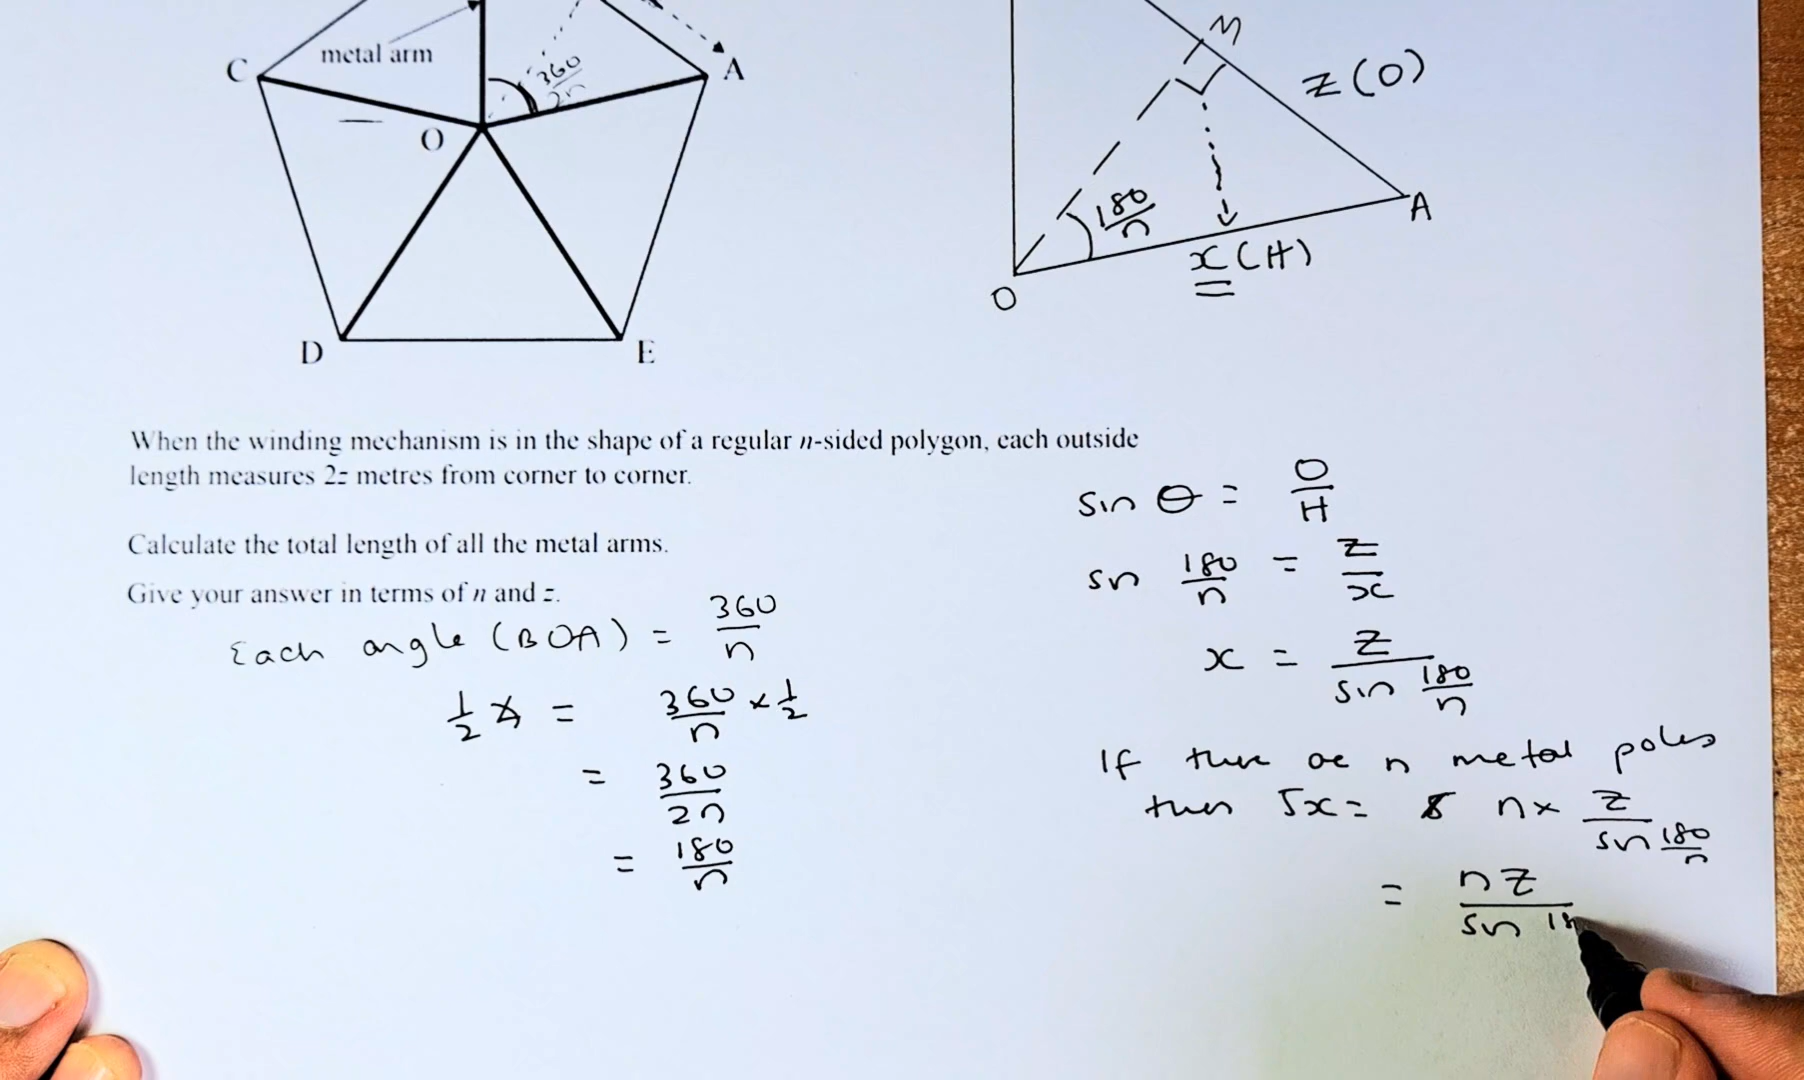 metal arm
C
A
O
360
2n
D
E
M
z (O)
180
n
A
x (H)
O
When the winding mechanism is in the shape of a regular n-sided polygon, each outside
length measures 2z metres from corner to corner.
Calculate the total length of all the metal arms.
Give your answer in terms of n and z.
Each angle (BOA) = 360/n
1/2 ∡ = 360/n × 1/2
= 360/2n
= 180/n
sin θ = O/H
sin 180/n = z/x
x = z/sin 180/n
If there are n metal poles
then 5x = n × z/sin 180/n
= nz/sin 18